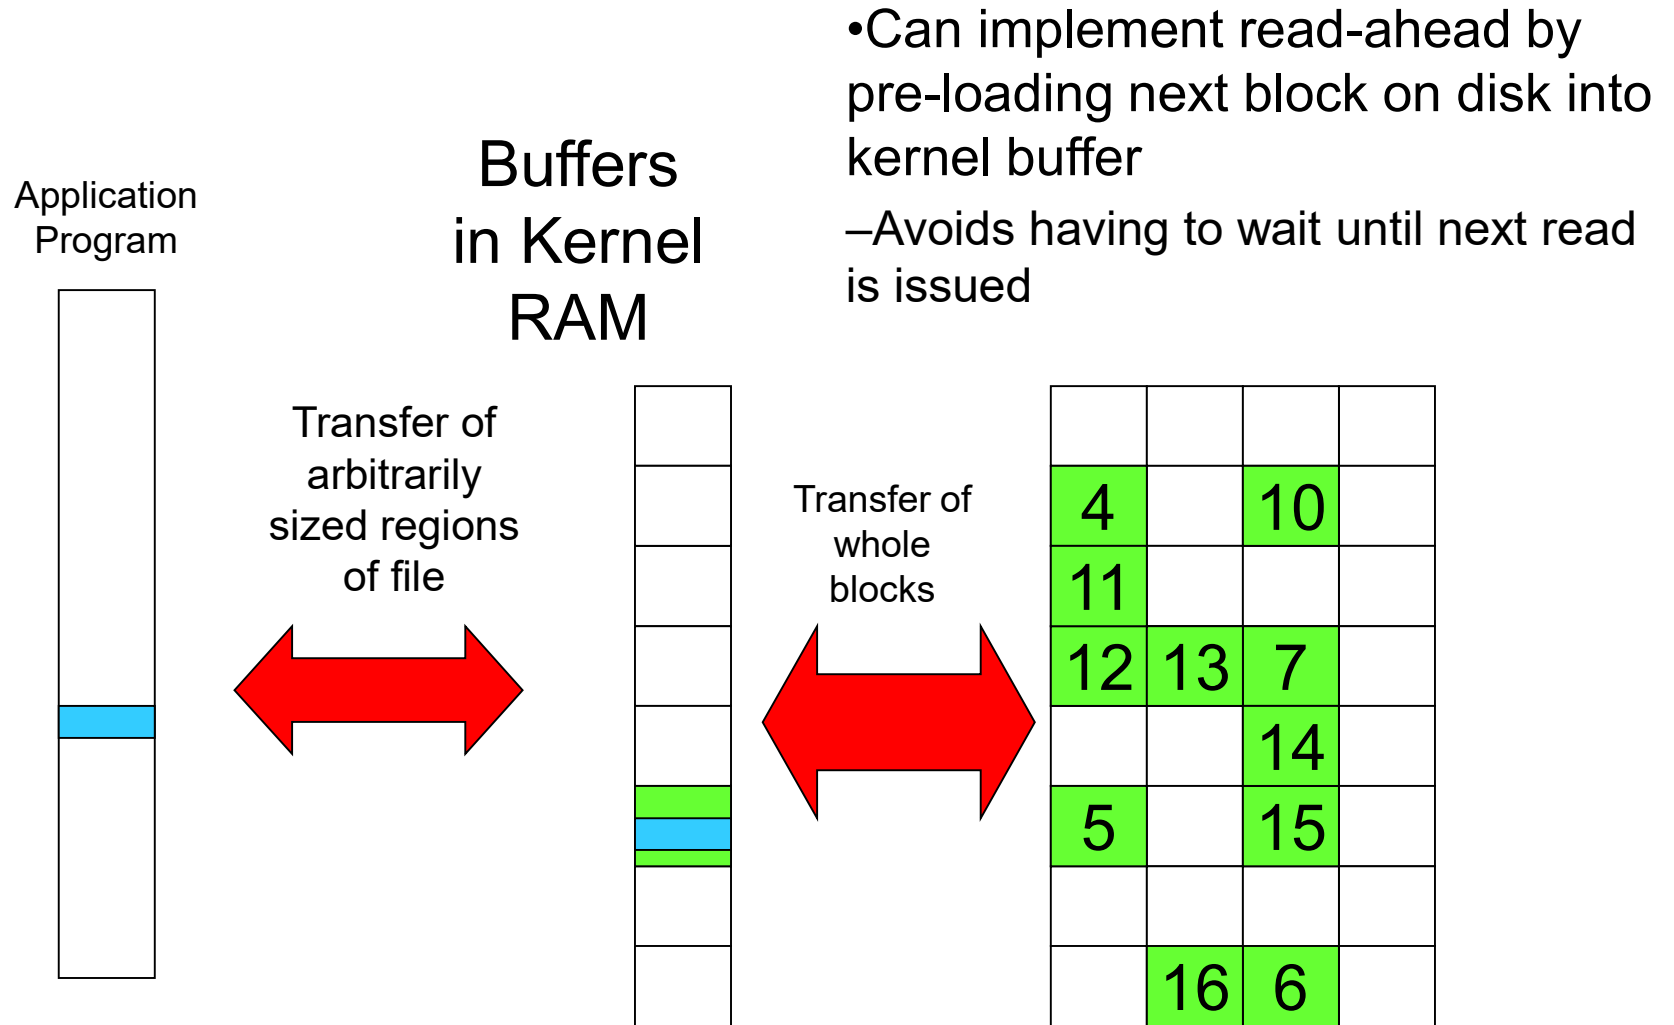 •Can implement read-ahead by
pre-loading next block on disk into
kernel buffer
–Avoids having to wait until next read
is issued
Buffers
in Kernel
RAM
Application
Program
Transfer of
arbitrarily
sized regions
of file
Transfer of
whole
blocks
4 10
11
12 13 7
14
5 15
16 6